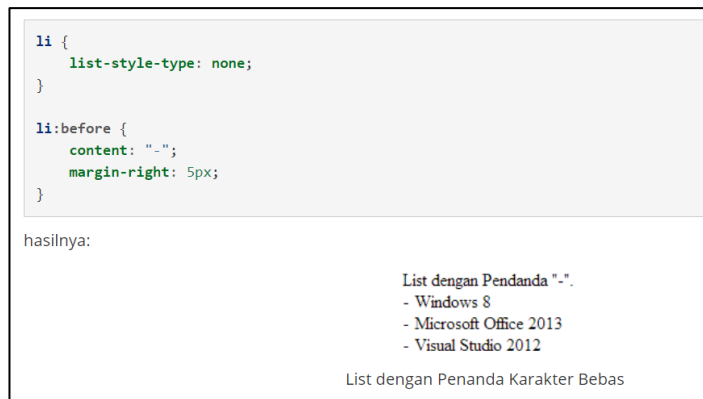 li {
    list-style-type: none;
}
li:before {
    content: "-";
    margin-right: 5px;
}
hasilnya:
List dengan Pendanda "-".
- Windows 8
- Microsoft Office 2013
- Visual Studio 2012
List dengan Penanda Karakter Bebas